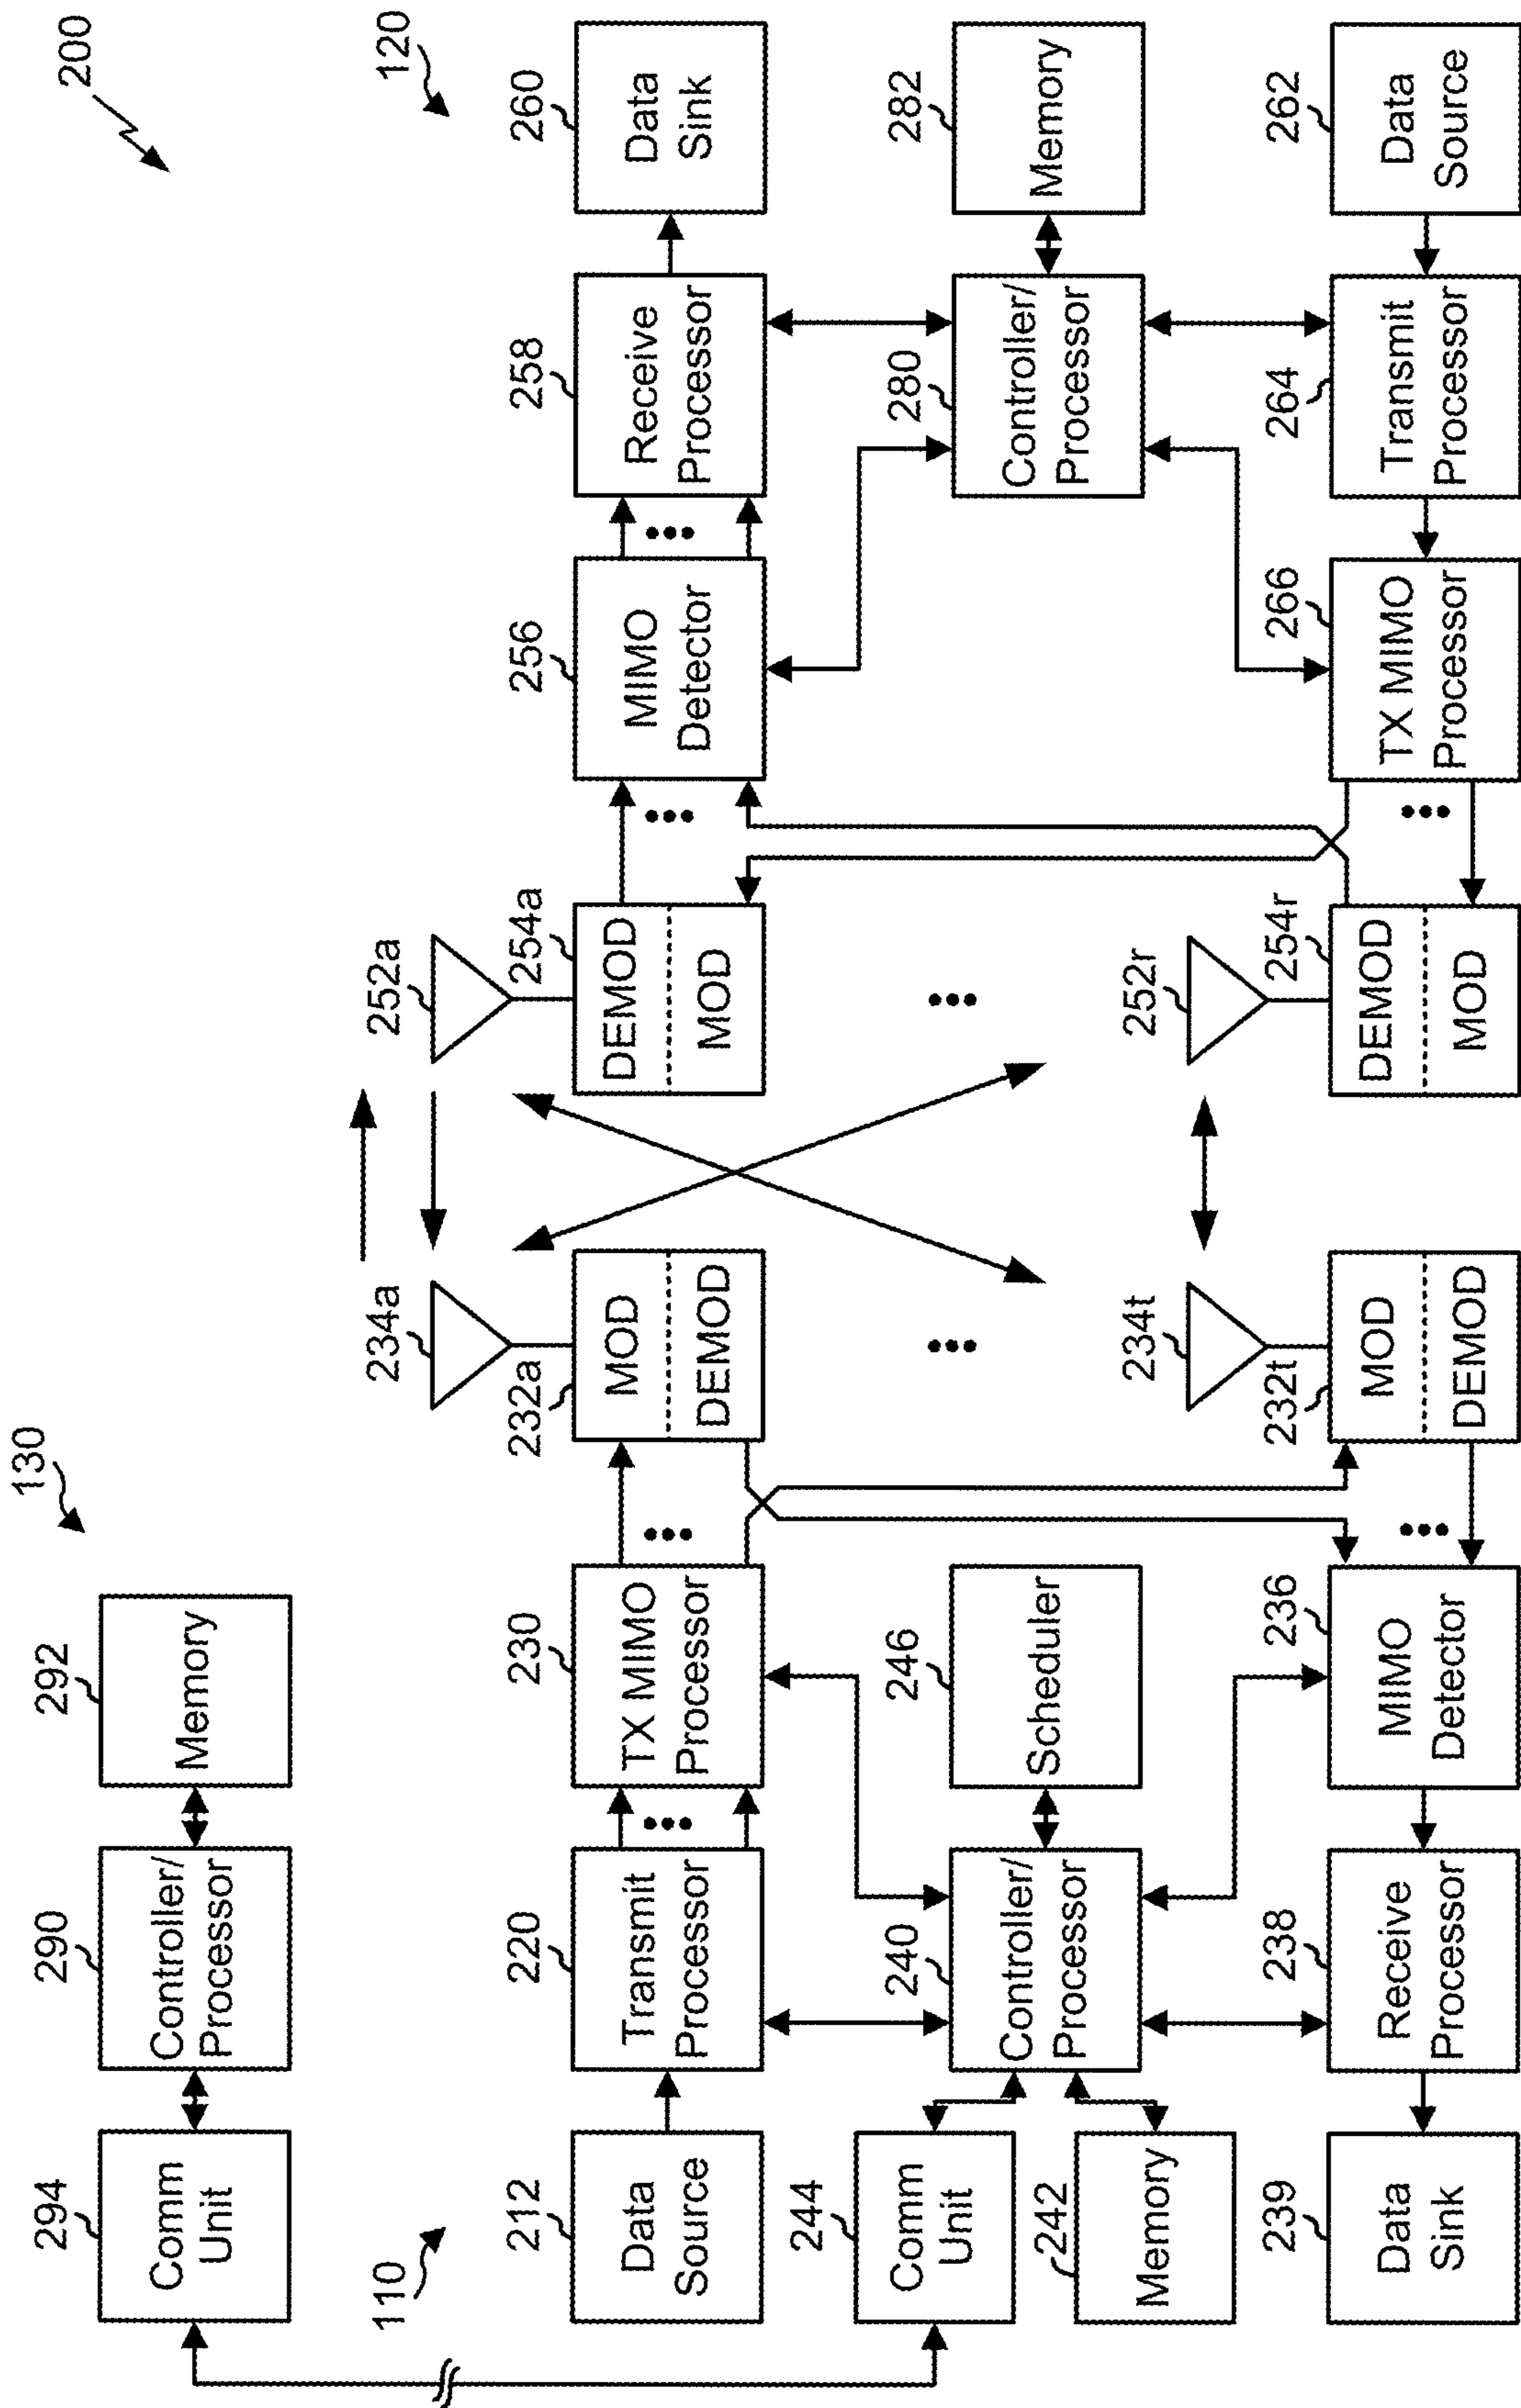 200
130
292
Memory
290
Controller/
Processor
294
Comm
Unit
110
120
212
Data
Source
220
Transmit
Processor
230
TX MIMO
Processor
232a
MOD
DEMOD
234a
252a
254a
DEMOD
MOD
256
MIMO
Detector
258
Receive
Processor
260
Data
Sink
244
Comm
Unit
242
Memory
240
Controller/
Processor
246
Scheduler
280
Controller/
Processor
282
Memory
239
Data
Sink
238
Receive
Processor
236
MIMO
Detector
232t
MOD
DEMOD
234t
252r
254r
DEMOD
MOD
266
TX MIMO
Processor
264
Transmit
Processor
262
Data
Source